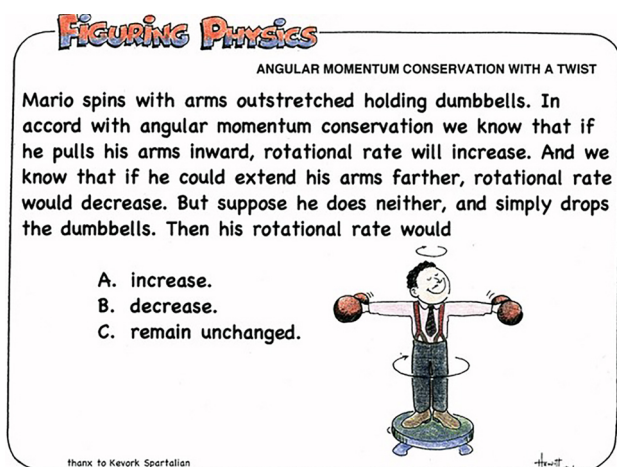 FIGURING PHYSICS
ANGULAR MOMENTUM CONSERVATION WITH A TWIST
Mario spins with arms outstretched holding dumbbells. In
accord with angular momentum conservation we know that if
he pulls his arms inward, rotational rate will increase. And we
know that if he could extend his arms farther, rotational rate
would decrease. But suppose he does neither, and simply drops
the dumbbells. Then his rotational rate would
A. increase.
B. decrease.
C. remain unchanged.
thanx to Kevork Spartalian
Hewitt